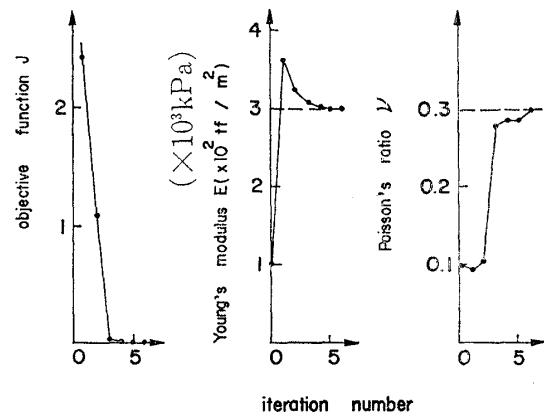 objective function J
2
1
0 5
(×10³kPa)
Young's modulus E(×10² tf / m²)
4
3
2
1
0 5
Poisson's ratio ν
0.3
0.2
0.1
0 5
iteration number